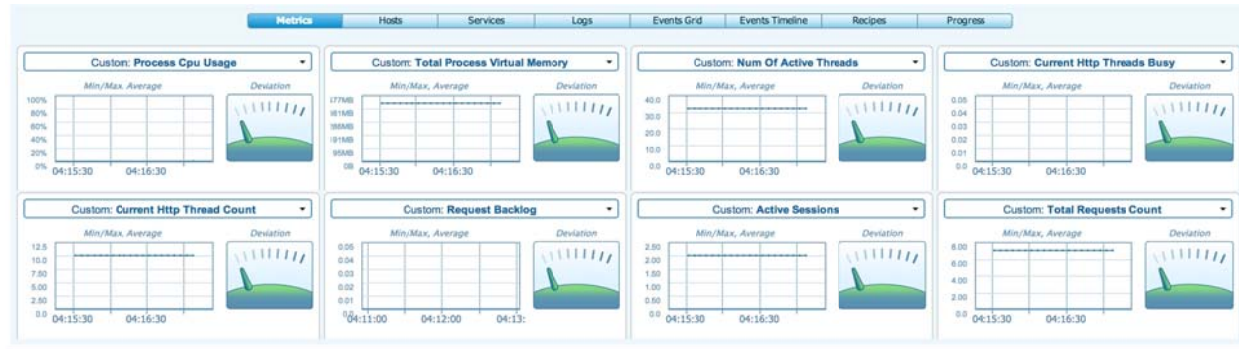 Metrics Hosts Services Logs Events Grid Events Timeline Recipes Progress
Custom: Process Cpu Usage
Min/Max. Average Deviation
100%
80%
60%
40%
20%
0%
04:15:30 04:16:30
Custom: Total Process Virtual Memory
Min/Max, Average Deviation
95MB
0B
04:15:30 04:16:30
Custom: Num Of Active Threads
Min/Max, Average Deviation
40.0
30.0
20.0
10.0
0.0
04:15:30 04:16:30
Custom: Current Http Threads Busy
Min/Max, Average Deviation
0.05
0.04
0.03
0.02
0.01
0.0
04:15:30 04:16:30
Custom: Current Http Thread Count
Min/Max, Average Deviation
12.5
10.0
7.50
5.00
2.50
0.0
04:15:30 04:16:30
Custom: Request Backlog
Min/Max, Average Deviation
0.05
0.04
0.03
0.02
0.01
0.0
04:11:00 04:12:00 04:13:
Custom: Active Sessions
Min/Max, Average Deviation
2.50
2.00
1.50
1.00
0.50
0.0
04:15:30 04:16:30
Custom: Total Requests Count
Min/Max, Average Deviation
8.00
6.00
4.00
2.00
0.0
04:15:30 04:16:30